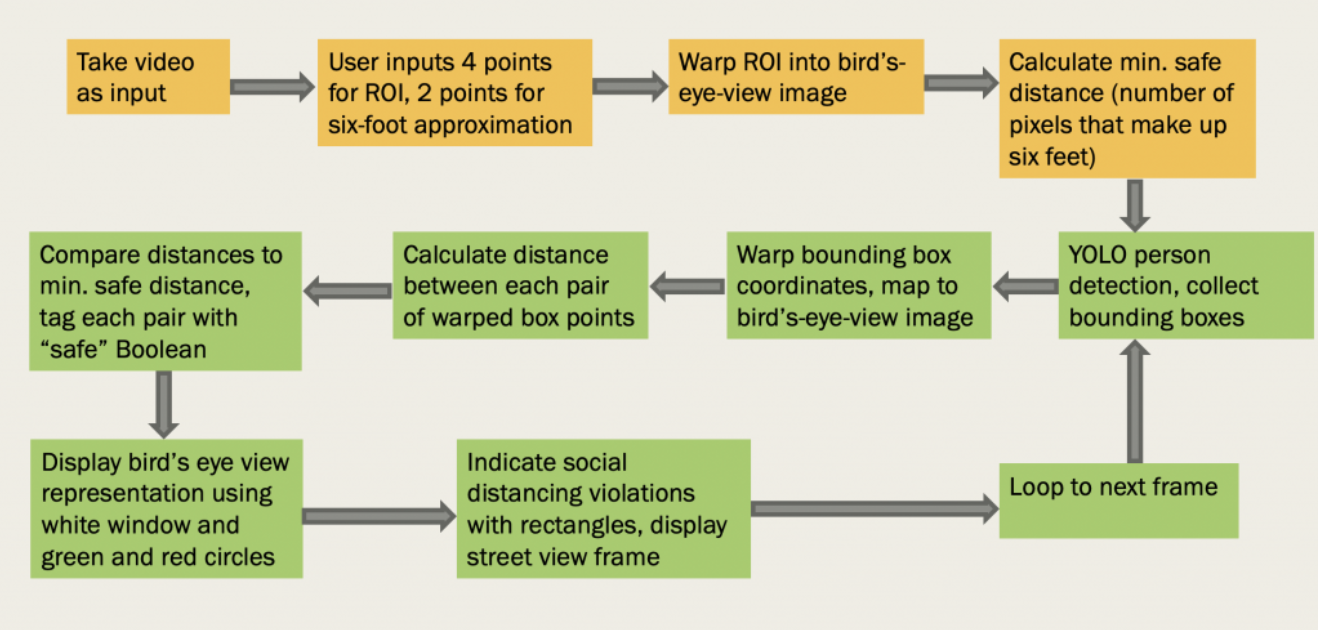 Take video
as input
User inputs 4 points
for ROI, 2 points for
six-foot approximation
Warp ROI into bird’s-
eye-view image
Calculate min. safe
distance (number of
pixels that make up
six feet)
YOLO person
detection, collect
bounding boxes
Warp bounding box
coordinates, map to
bird’s-eye-view image
Calculate distance
between each pair
of warped box points
Compare distances to
min. safe distance,
tag each pair with
“safe” Boolean
Display bird’s eye view
representation using
white window and
green and red circles
Indicate social
distancing violations
with rectangles, display
street view frame
Loop to next frame